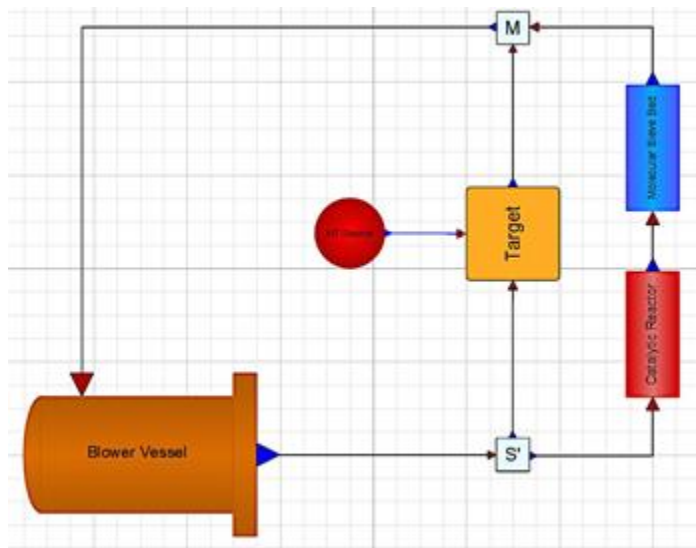 M
Molecular Sieve Bed
Target
Catalytic Reactor
Blower Vessel
S'